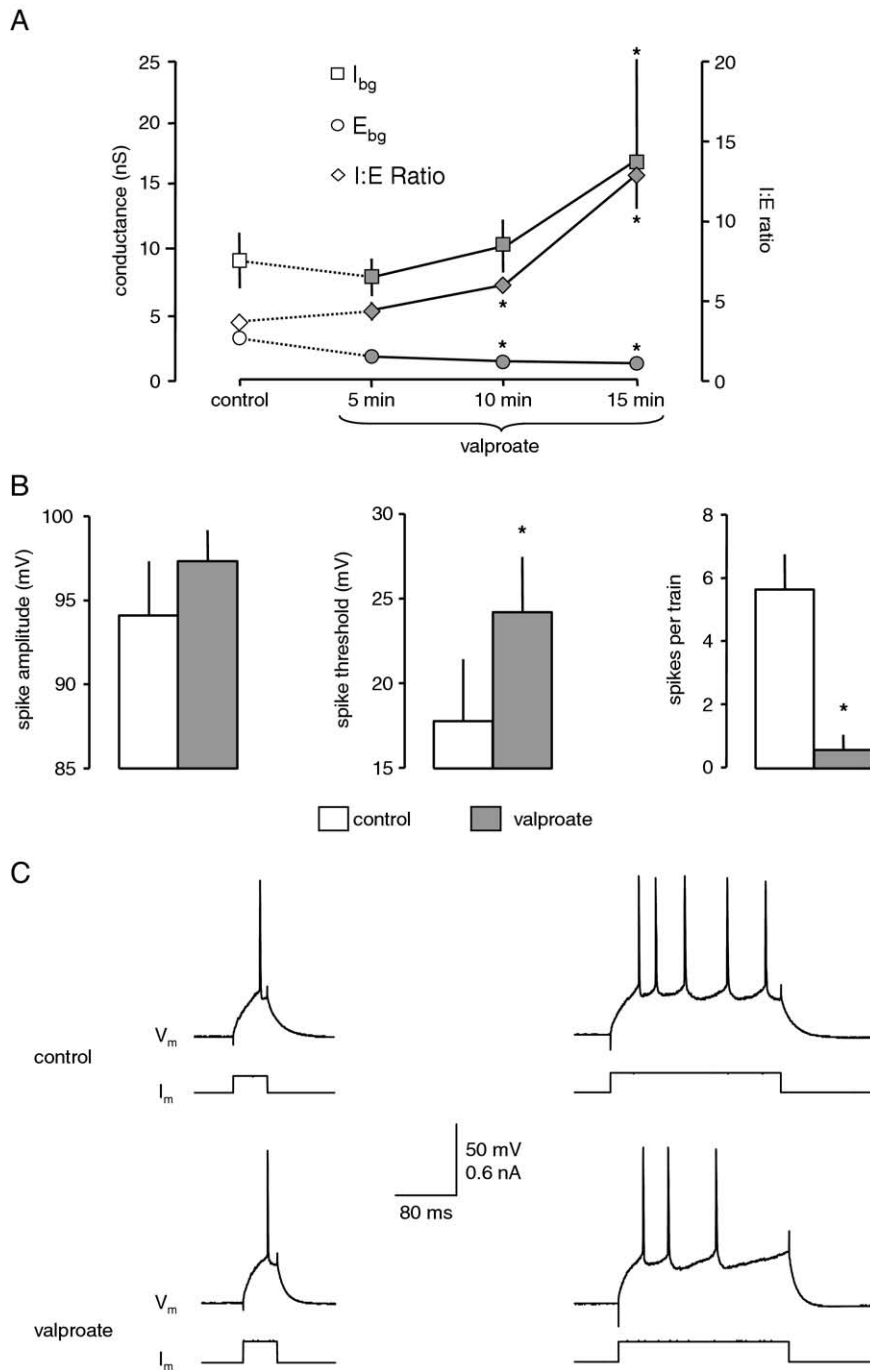 A
25
20
15
10
5
0
conductance (nS)
I_bg
E_bg
I:E Ratio
*
*
*
*
*
20
15
10
5
0
I:E ratio
control
5 min
10 min
15 min
valproate
B
100
95
90
85
spike amplitude (mV)
30
25
20
15
spike threshold (mV)
*
8
6
4
2
0
spikes per train
*
control
valproate
C
V_m
control
I_m
50 mV
0.6 nA
80 ms
V_m
valproate
I_m